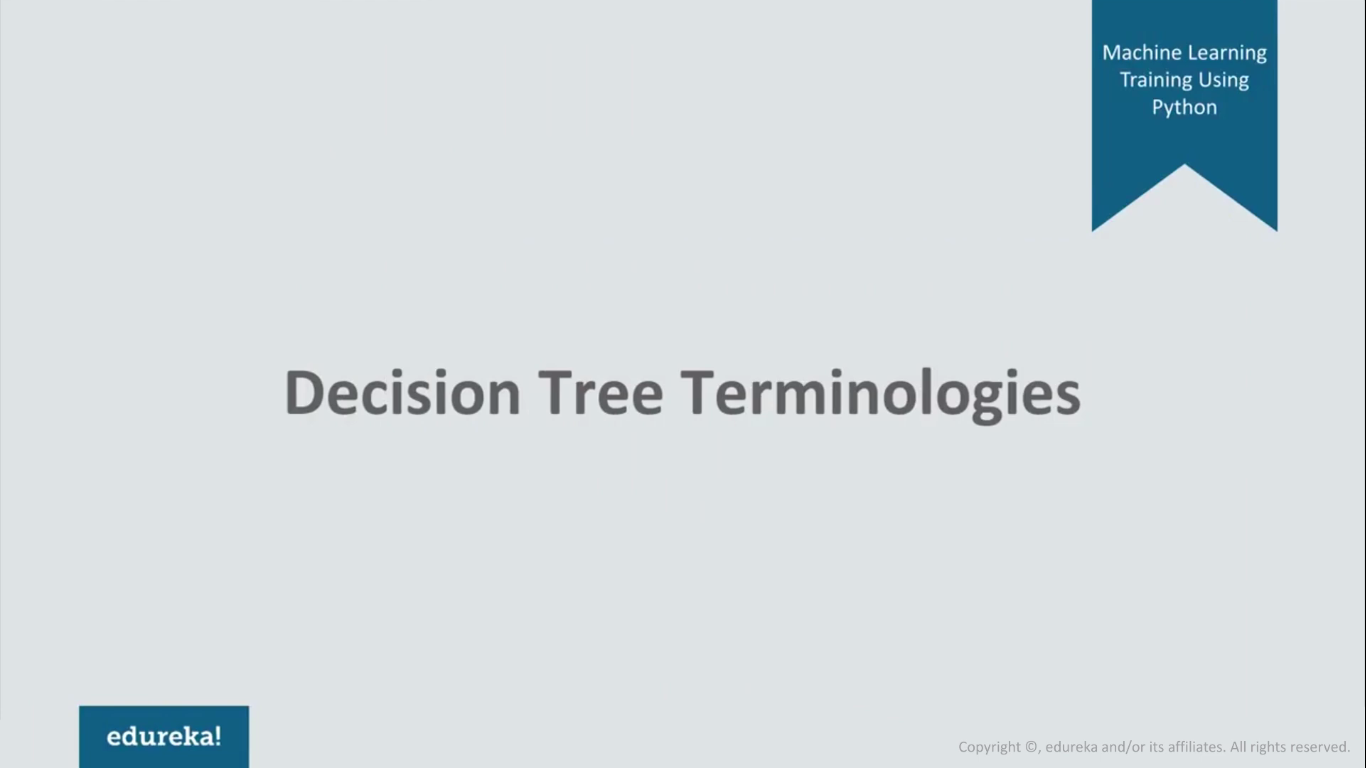 Machine Learning
Training Using
Python
Decision Tree Terminologies
edureka!
Copyright ©, edureka and/or its affiliates. All rights reserved.